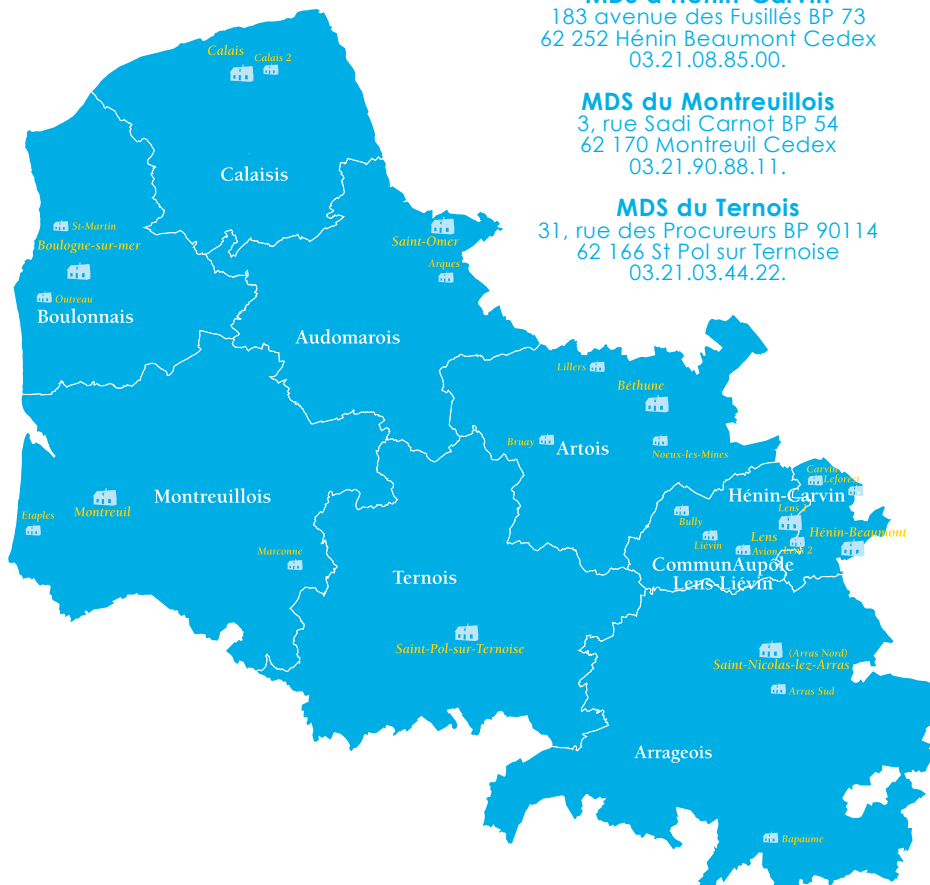 MDS d'Hénin-Carvin
183 avenue des Fusillés BP 73
62 252 Hénin Beaumont Cedex
03.21.08.85.00.
MDS du Montreuillois
3, rue Sadi Carnot BP 54
62 170 Montreuil Cedex
03.21.90.88.11.
MDS du Ternois
31, rue des Procureurs BP 90114
62 166 St Pol sur Ternoise
03.21.03.44.22.
Calais
Calais 2
Calaisis
St-Martin
Boulogne-sur-mer
Outreau
Boulonnais
Saint-Omer
Arques
Audomarois
Lillers
Béthune
Bruay
Artois
Noeux-les-Mines
Montreuillois
Montreuil
Etaples
Marconne
Carvin
Leforest
Hénin-Carvin
Lens 1
Bully
Hénin-Beaumont
Liévin
Lens
Avion
Lens 2
CommunAupole
Lens-Liévin
Ternois
Saint-Pol-sur-Ternoise
(Arras Nord)
Saint-Nicolas-lez-Arras
Arras Sud
Arrageois
Bapaume